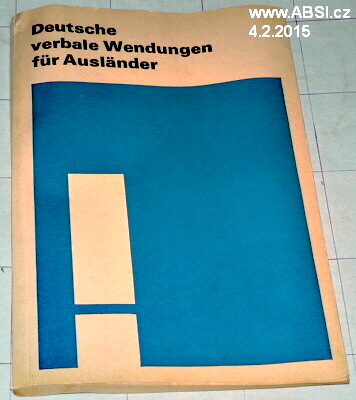 www.ABSI.cz
4.2.2015
Deutsche
verbale Wendungen
für Ausländer